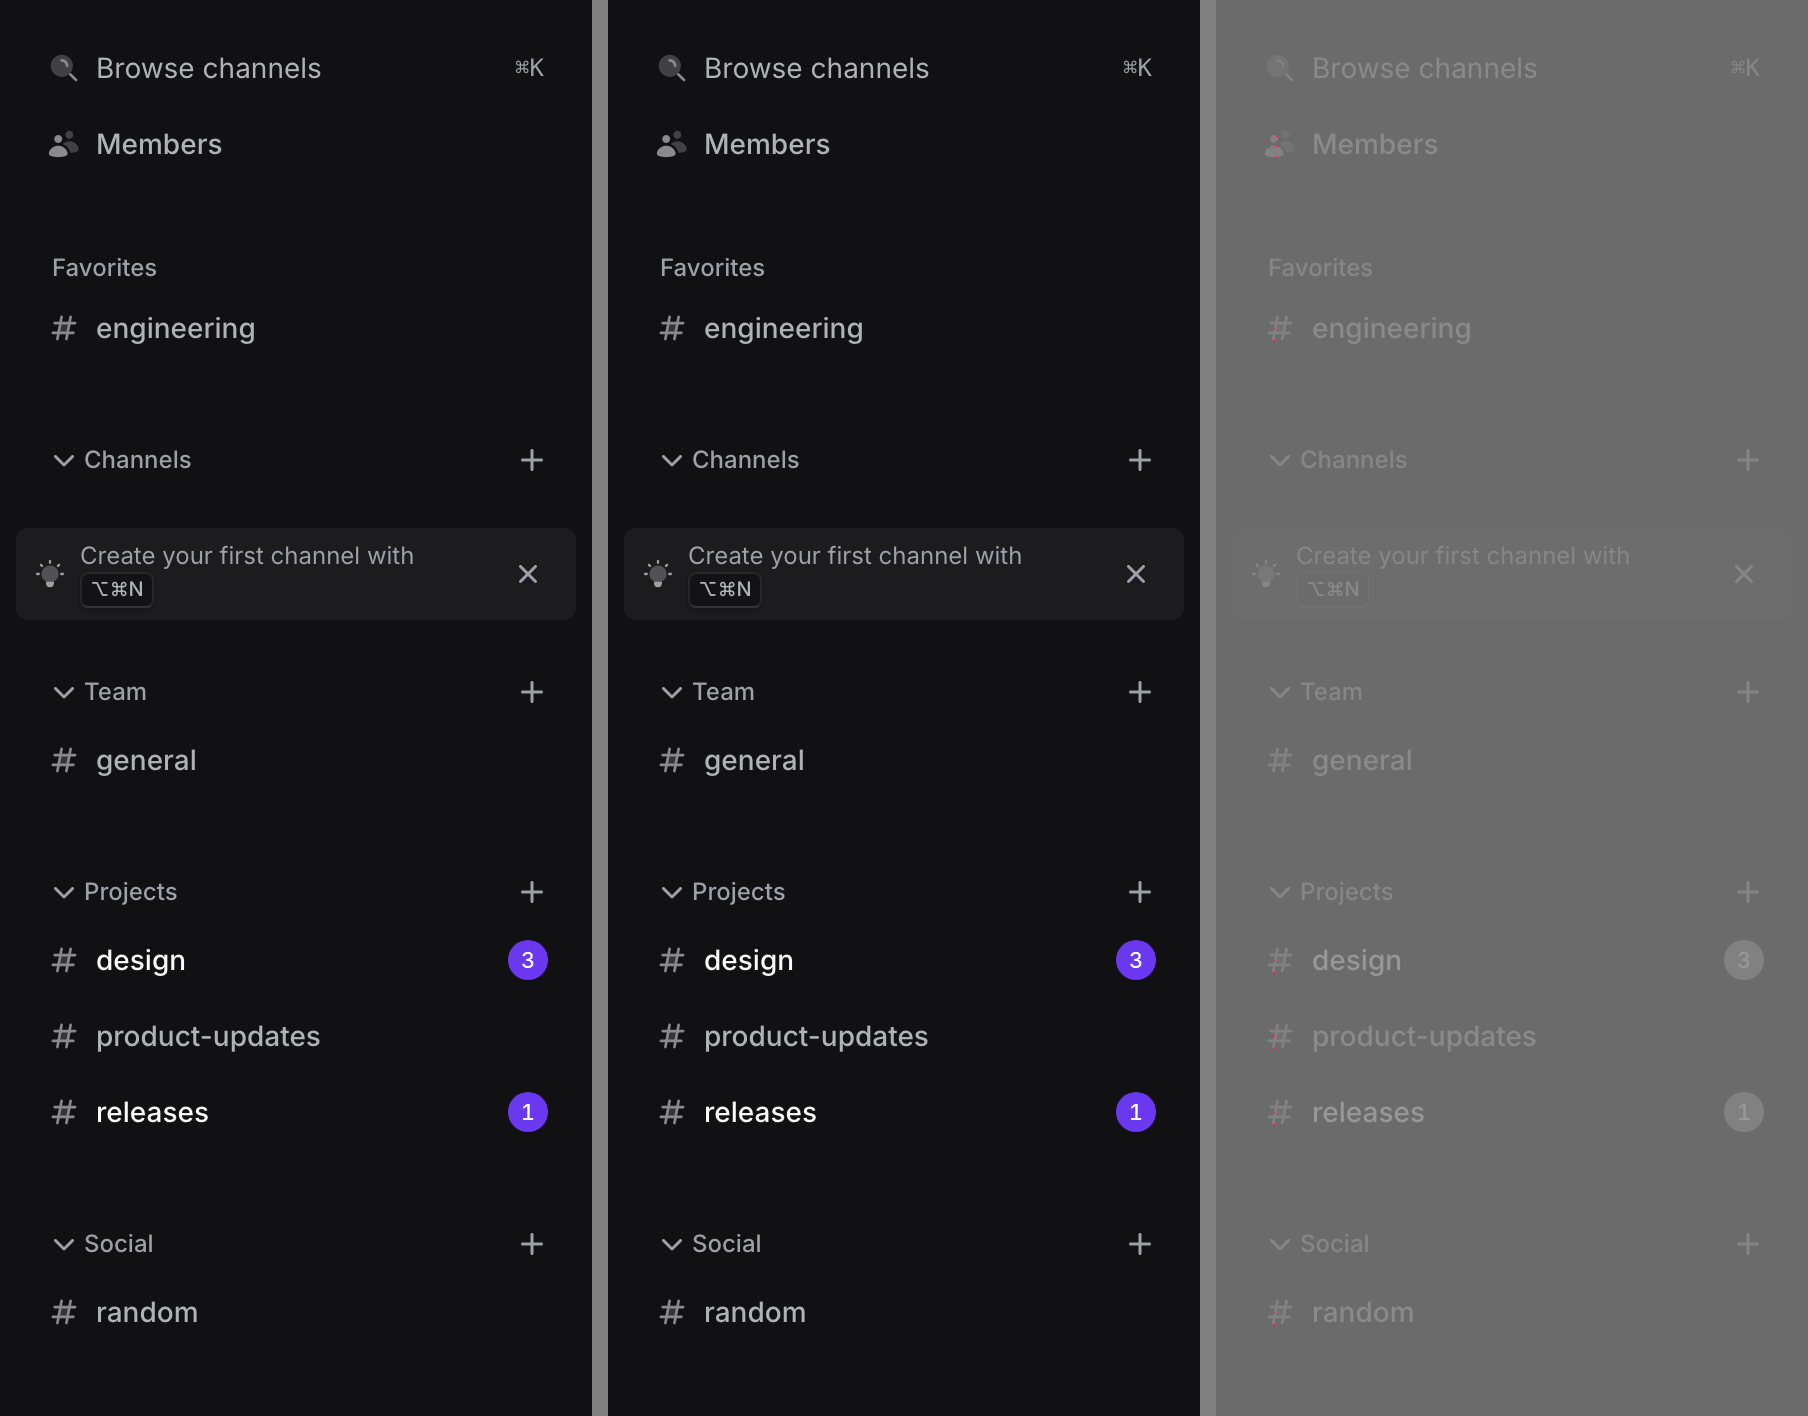 Browse channels ⌘K
Members
Favorites
# engineering
Channels
Create your first channel with
⌥⌘N
Team
# general
Projects
# design 3
# product-updates
# releases 1
Social
# random
Browse channels ⌘K
Members
Favorites
# engineering
Channels
Create your first channel with
⌥⌘N
Team
# general
Projects
# design 3
# product-updates
# releases 1
Social
# random
Browse channels ⌘K
Members
Favorites
# engineering
Channels
Create your first channel with
⌥⌘N
Team
# general
Projects
# design 3
# product-updates
# releases 1
Social
# random